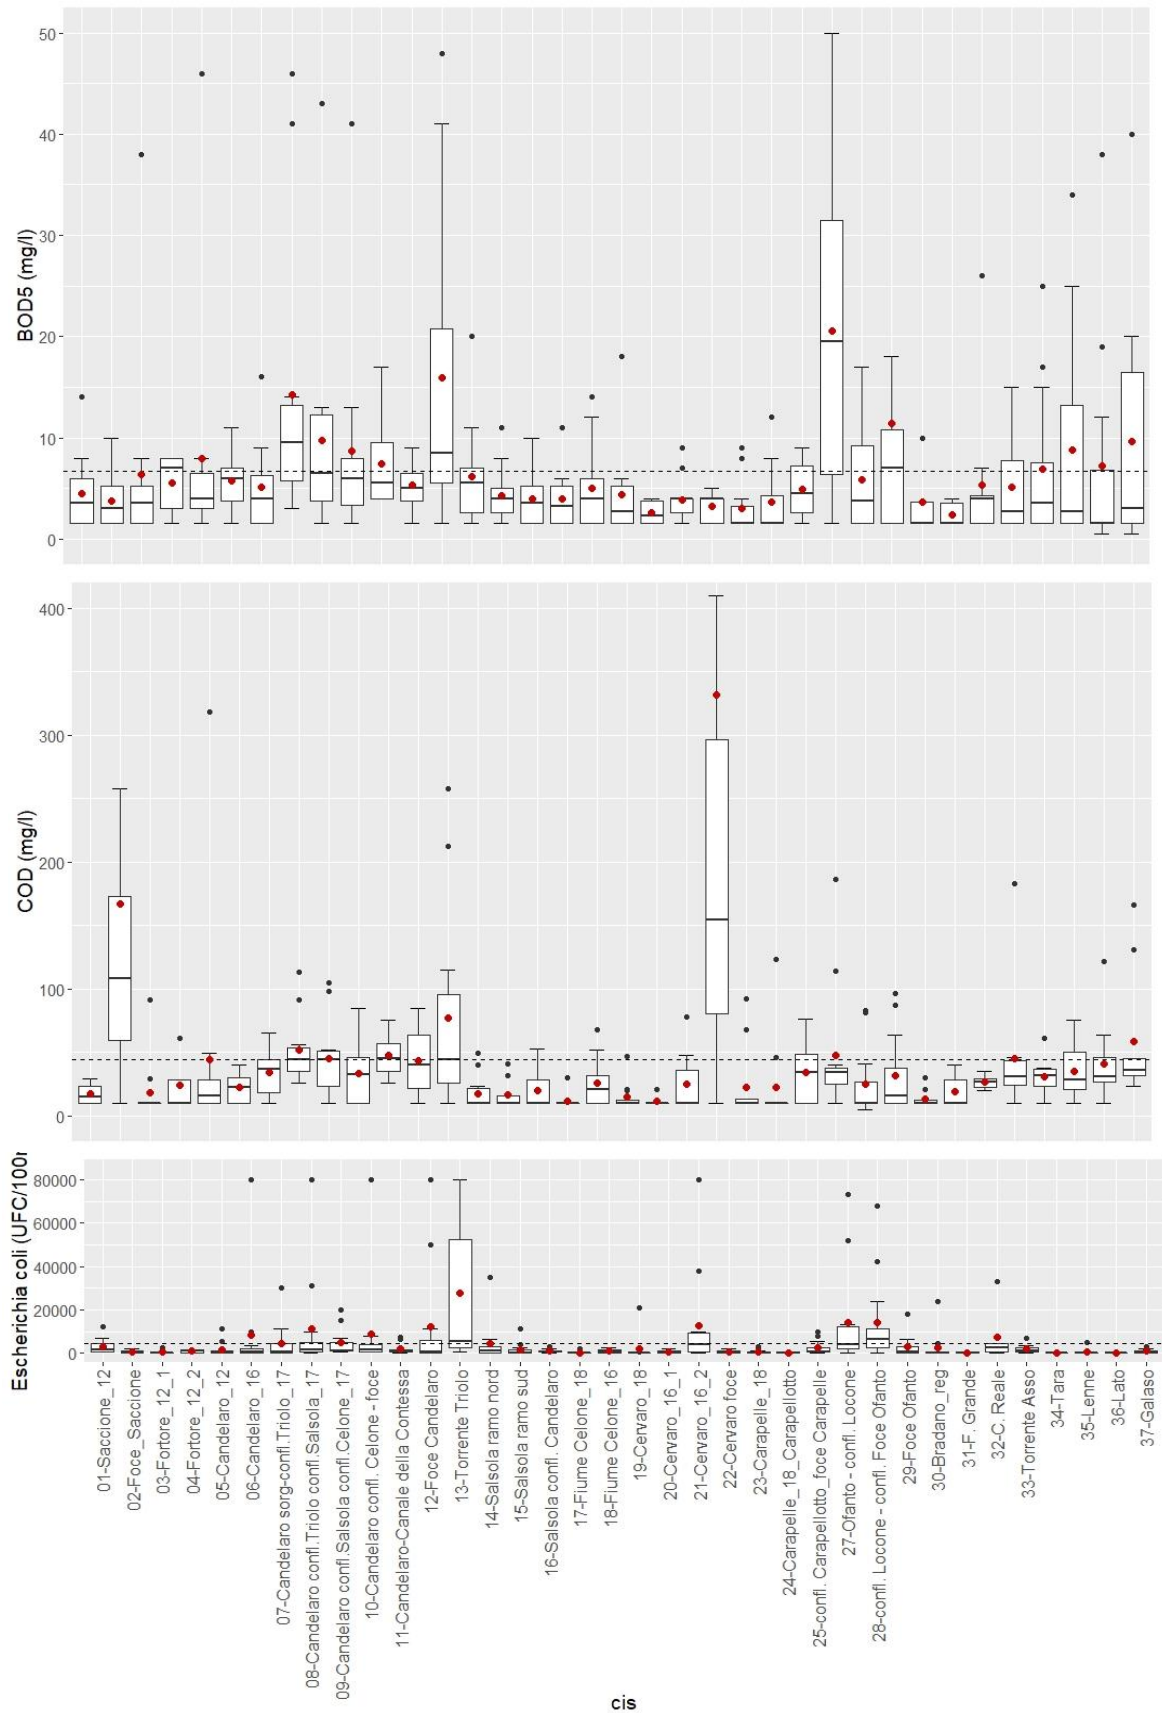 50
40
30
20
10
0
BOD5 (mg/l)
400
300
200
100
0
COD (mg/l)
80000
60000
40000
20000
0
Escherichia coli (UFC/100
01-Saccione_12
02-Foce_Saccione
03-Fortore_12_1
04-Fortore_12_2
05-Candelaro_12
06-Candelaro_16
07-Candelaro sorg-confl.Triolo_17
08-Candelaro confl.Triolo confl.Salsola_17
09-Candelaro confl.Salsola confl.Celone_17
10-Candelaro confl. Celone - foce
11-Candelaro-Canale della Contessa
12-Foce Candelaro
13-Torrente Triolo
14-Salsola ramo nord
15-Salsola ramo sud
16-Salsola confl. Candelaro
17-Fiume Celone_18
18-Fiume Celone_16
19-Cervaro_18
20-Cervaro_16_1
21-Cervaro_16_2
22-Cervaro foce
23-Carapelle_18
24-Carapelle_18_Carapellotto
25-confl. Carapellotto_foce Carapelle
27-Ofanto - confl. Locone
28-confl. Locone - confl. Foce Ofanto
29-Foce Ofanto
30-Bradano_reg
31-F. Grande
32-C. Reale
33-Torrente Asso
34-Tara
35-Lenne
36-Lato
37-Galaso
cis